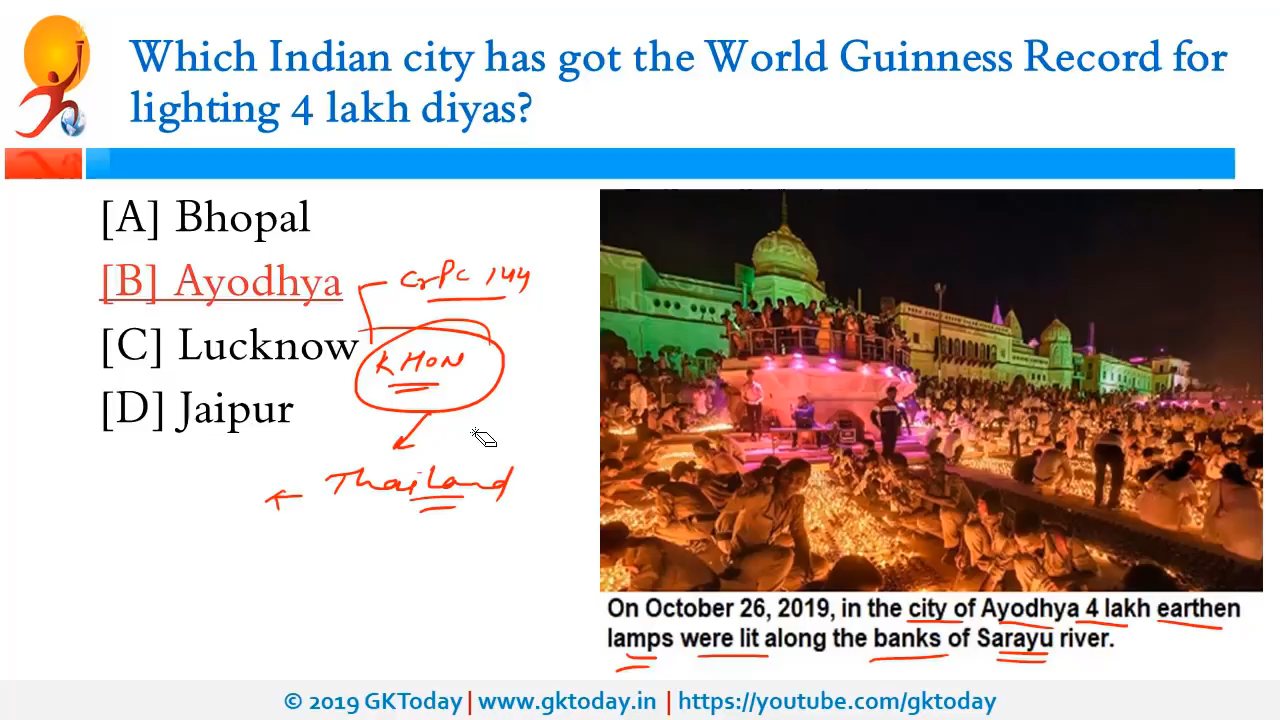 Which Indian city has got the World Guinness Record for
lighting 4 lakh diyas?
[A] Bhopal
[B] Ayodhya
[C] Lucknow
[D] Jaipur
CrPC 144
KHON
Thailand
On October 26, 2019, in the city of Ayodhya 4 lakh earthen
lamps were lit along the banks of Sarayu river.
© 2019 GKToday | www.gktoday.in | https://youtube.com/gktoday